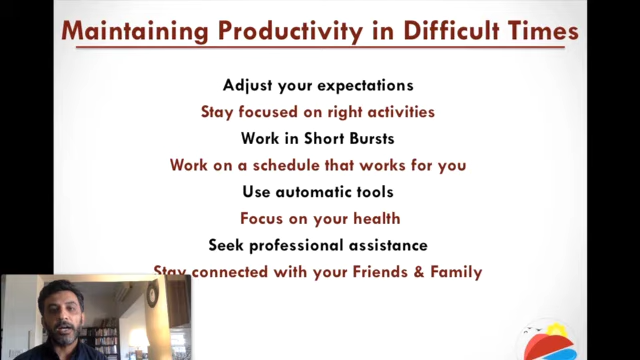 Maintaining Productivity in Difficult Times
Adjust your expectations
Stay focused on right activities
Work in Short Bursts
Work on a schedule that works for you
Use automatic tools
Focus on your health
Seek professional assistance
Stay connected with your Friends & Family